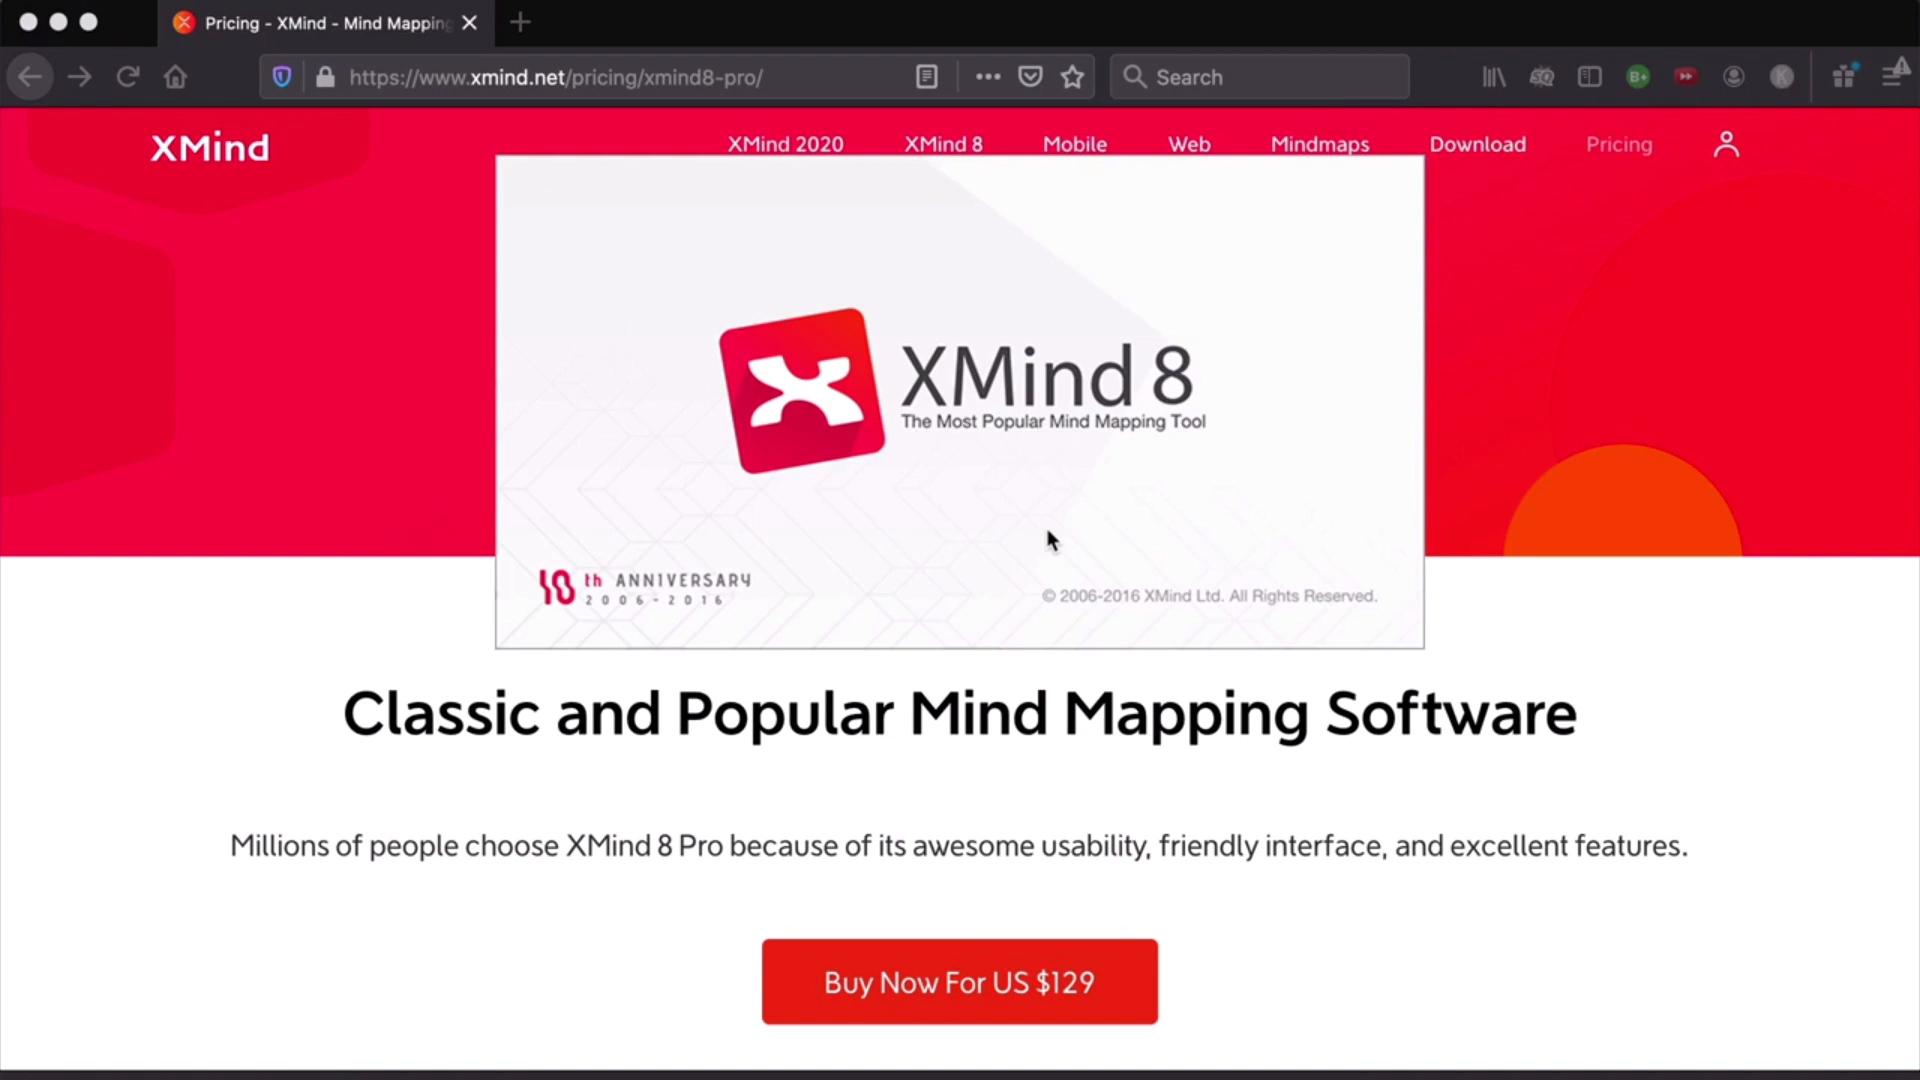 Pricing - XMind - Mind Mapping
https://www.xmind.net/pricing/xmind8-pro/
Search
XMind
XMind 2020
XMind 8
Mobile
Web
Mindmaps
Download
Pricing
XMind 8
The Most Popular Mind Mapping Tool
10th ANNIVERSARY
2006-2016
© 2006-2016 XMind Ltd. All Rights Reserved.
Classic and Popular Mind Mapping Software
Millions of people choose XMind 8 Pro because of its awesome usability, friendly interface, and excellent features.
Buy Now For US $129